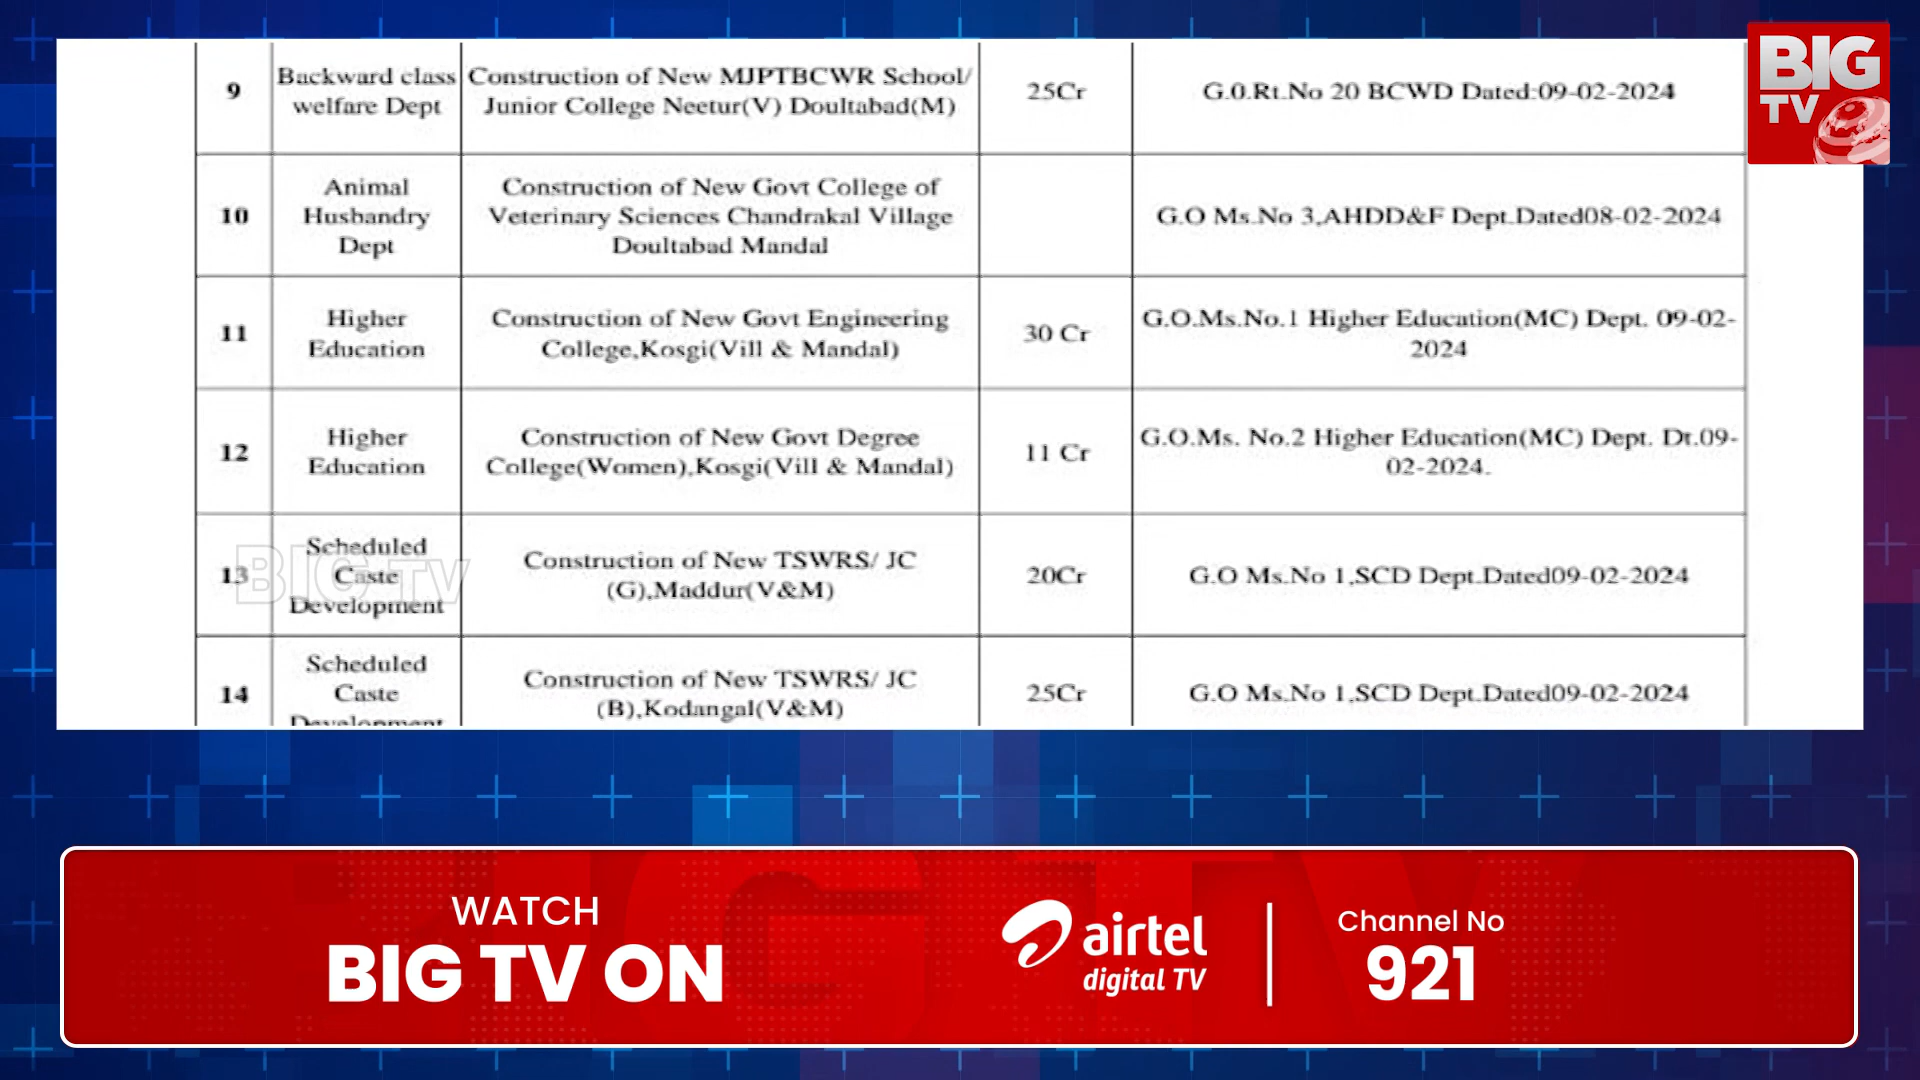 9
Backward class
welfare Dept
Construction of New MJPTBCWR School/
Junior College Neetur(V) Doultabad(M)
25Cr
G.0.Rt.No 20 BCWD Dated:09-02-2024
BIG
TV
10
Animal
Husbandry
Dept
Construction of New Govt College of
Veterinary Sciences Chandrakal Village
Doultabad Mandal
G.O Ms.No 3,AHDD&F Dept.Dated08-02-2024
11
Higher
Education
Construction of New Govt Engineering
College,Kosgi(Vill & Mandal)
30 Cr
G.O.Ms.No.1 Higher Education(MC) Dept. 09-02-
2024
12
Higher
Education
Construction of New Govt Degree
College(Women),Kosgi(Vill & Mandal)
11 Cr
G.O.Ms. No.2 Higher Education(MC) Dept. Dt.09-
02-2024.
13
Scheduled
Caste
Development
BIG TV
Construction of New TSWRS/ JC
(G),Maddur(V&M)
20Cr
G.O Ms.No 1,SCD Dept.Dated09-02-2024
14
Scheduled
Caste
Development
Construction of New TSWRS/ JC
(B),Kodangal(V&M)
25Cr
G.O Ms.No 1,SCD Dept.Dated09-02-2024
WATCH
BIG TV ON
airtel
digital TV
Channel No
921